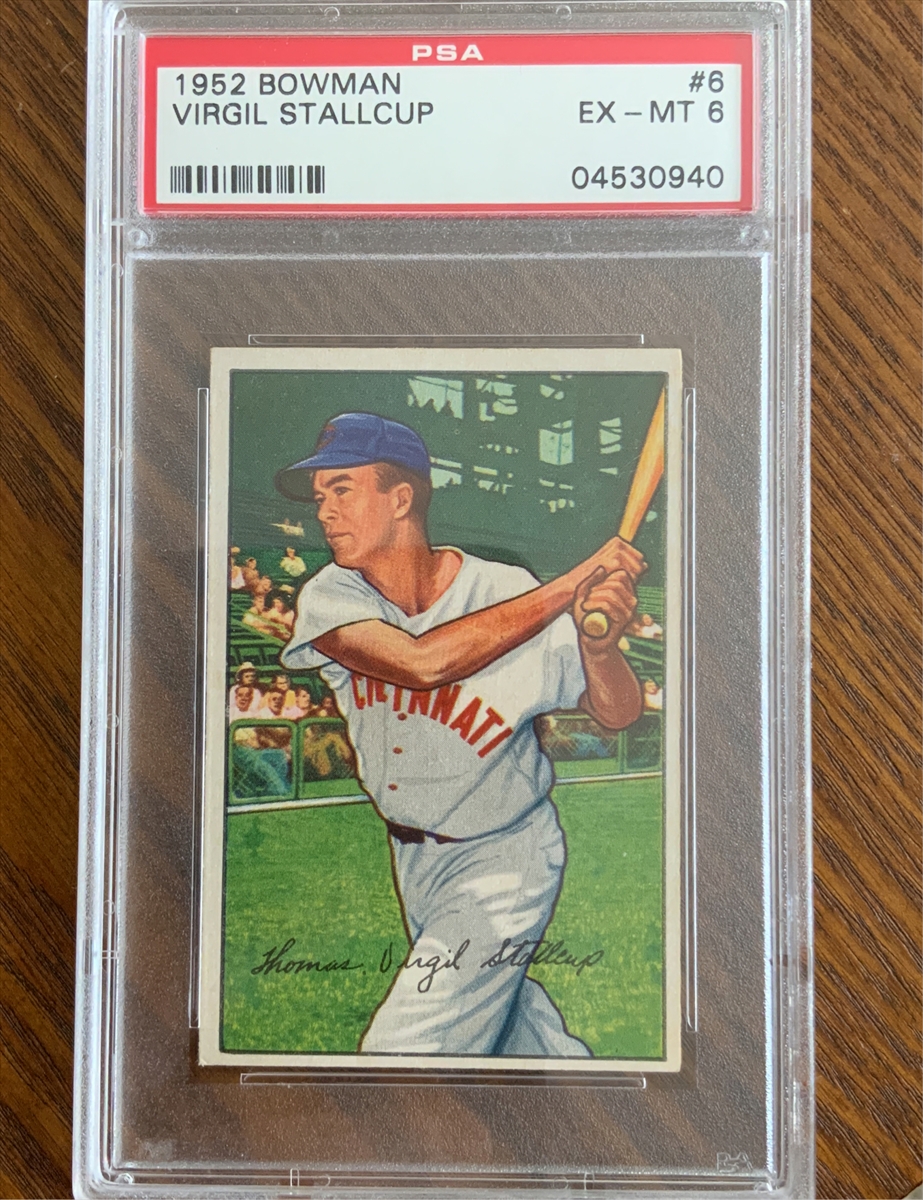 PSA
1952 BOWMAN #6
VIRGIL STALLCUP EX-MT 6
04530940
CINCINNATI
Thomas Virgil Stallcup
PSA